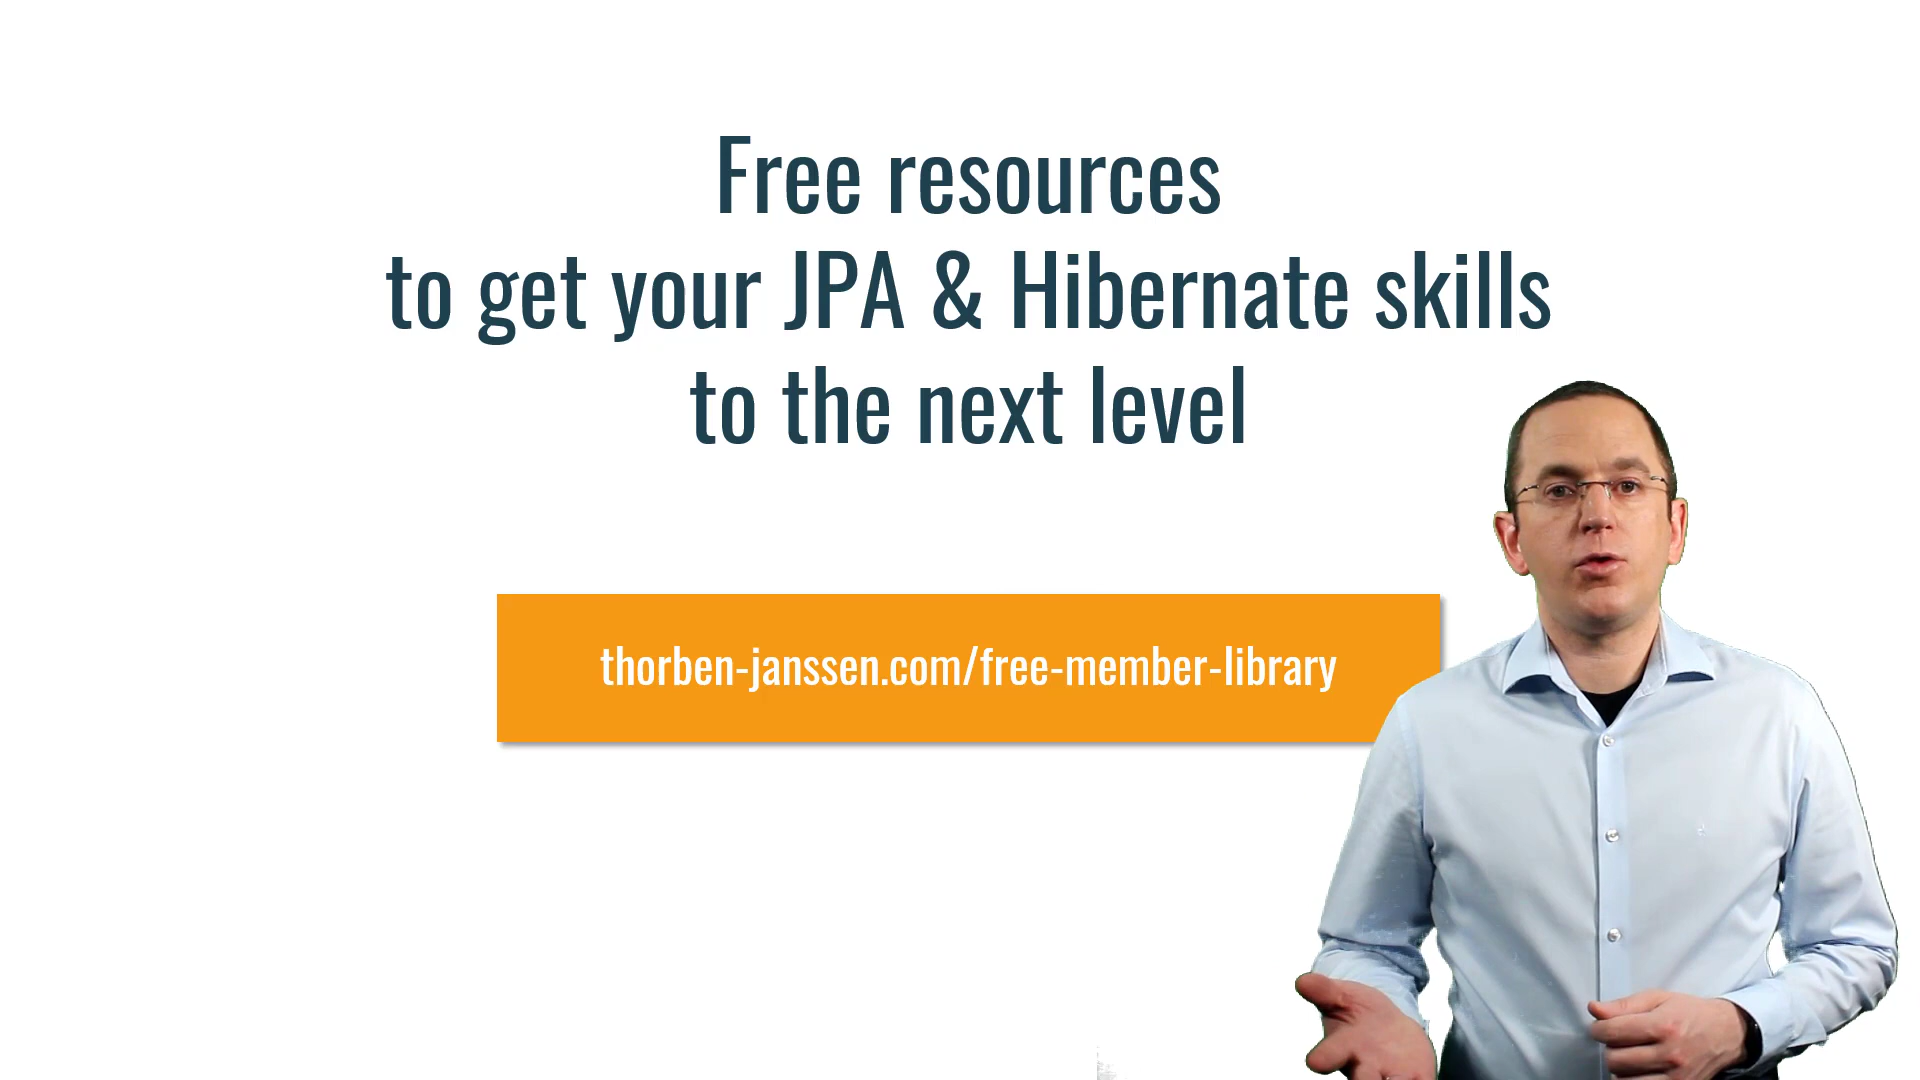 Free resources
to get your JPA & Hibernate skills
to the next level
thorben-janssen.com/free-member-library